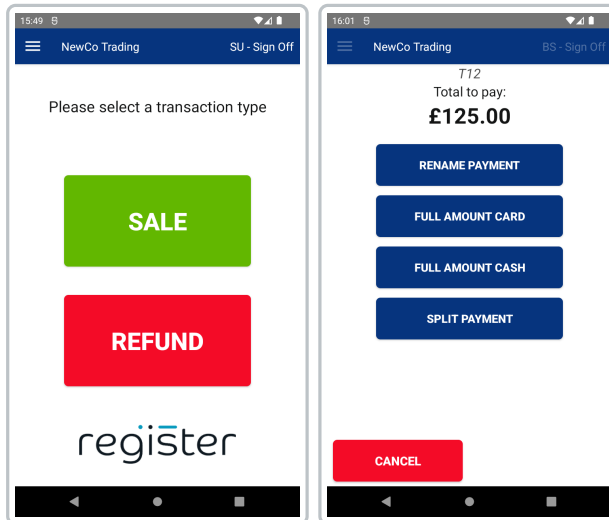 15:49
NewCo Trading
SU - Sign Off
Please select a transaction type
SALE
REFUND
register
16:01
NewCo Trading
BS - Sign Off
T12
Total to pay:
£125.00
RENAME PAYMENT
FULL AMOUNT CARD
FULL AMOUNT CASH
SPLIT PAYMENT
CANCEL